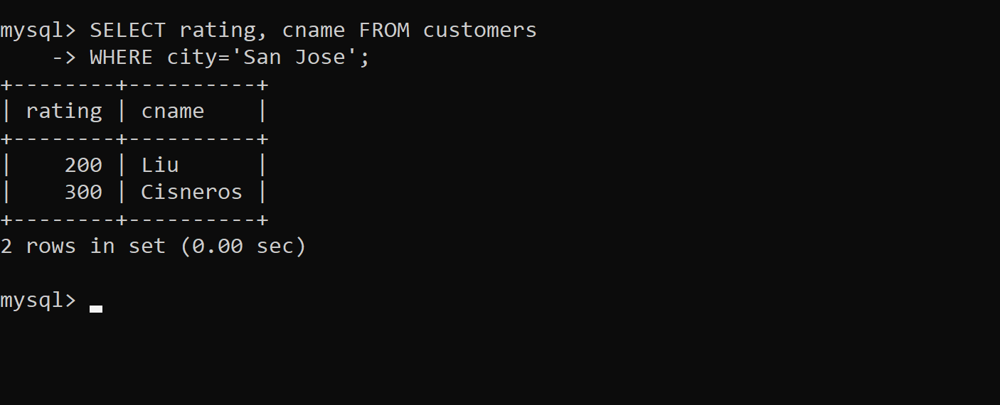 mysql> SELECT rating, cname FROM customers
    -> WHERE city='San Jose';
+--------+----------+
| rating | cname    |
+--------+----------+
|    200 | Liu      |
|    300 | Cisneros |
+--------+----------+
2 rows in set (0.00 sec)

mysql>